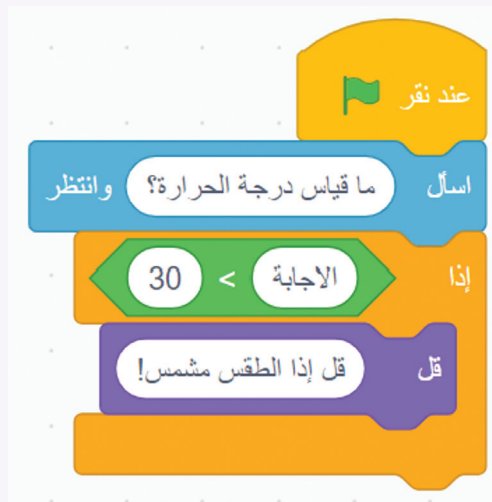 عند نقر
اسأل ما قياس درجة الحرارة؟ وانتظر
إذا الاجابة < 30
قل قل إذا الطقس مشمس!